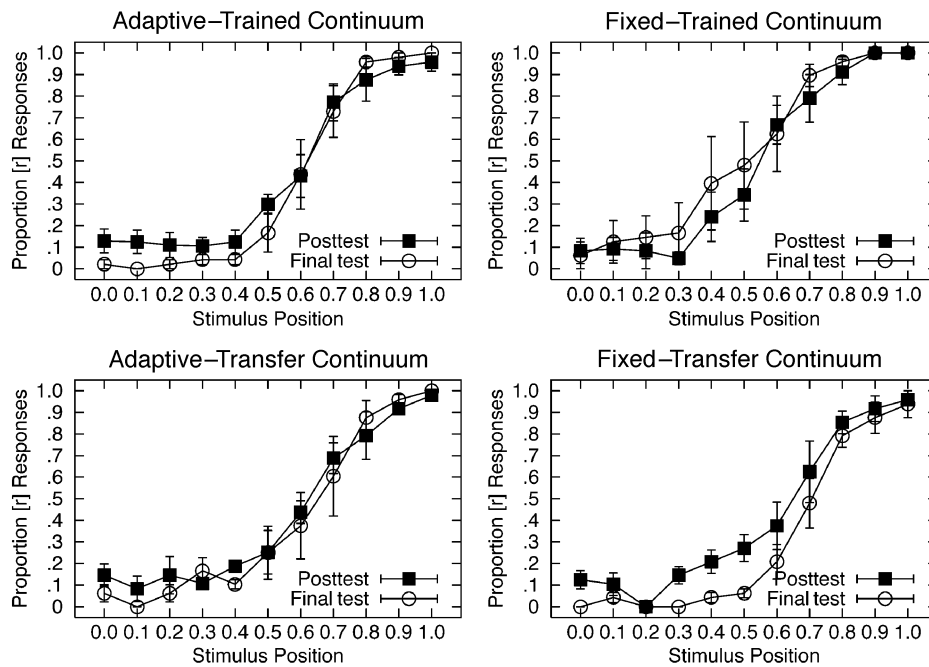 Adaptive−Trained Continuum
Proportion [r] Responses
1.0
.9
.8
.7
.6
.5
.4
.3
.2
.1
0
Posttest
Final test
0.0 0.1 0.2 0.3 0.4 0.5 0.6 0.7 0.8 0.9 1.0
Stimulus Position
Fixed−Trained Continuum
Proportion [r] Responses
1.0
.9
.8
.7
.6
.5
.4
.3
.2
.1
0
Posttest
Final test
0.0 0.1 0.2 0.3 0.4 0.5 0.6 0.7 0.8 0.9 1.0
Stimulus Position
Adaptive−Transfer Continuum
Proportion [r] Responses
1.0
.9
.8
.7
.6
.5
.4
.3
.2
.1
0
Posttest
Final test
0.0 0.1 0.2 0.3 0.4 0.5 0.6 0.7 0.8 0.9 1.0
Stimulus Position
Fixed−Transfer Continuum
Proportion [r] Responses
1.0
.9
.8
.7
.6
.5
.4
.3
.2
.1
0
Posttest
Final test
0.0 0.1 0.2 0.3 0.4 0.5 0.6 0.7 0.8 0.9 1.0
Stimulus Position